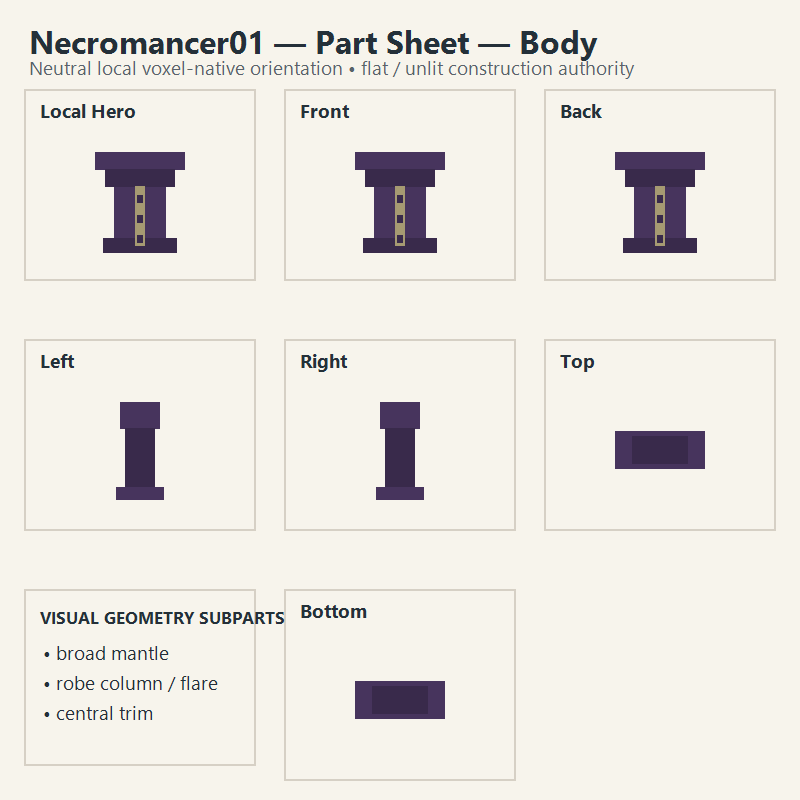 Necromancer01 — Part Sheet — Body
Neutral local voxel-native orientation • flat / unlit construction authority
Local Hero
Front
Back
Left
Right
Top
VISUAL GEOMETRY SUBPARTS
• broad mantle
• robe column / flare
• central trim
Bottom